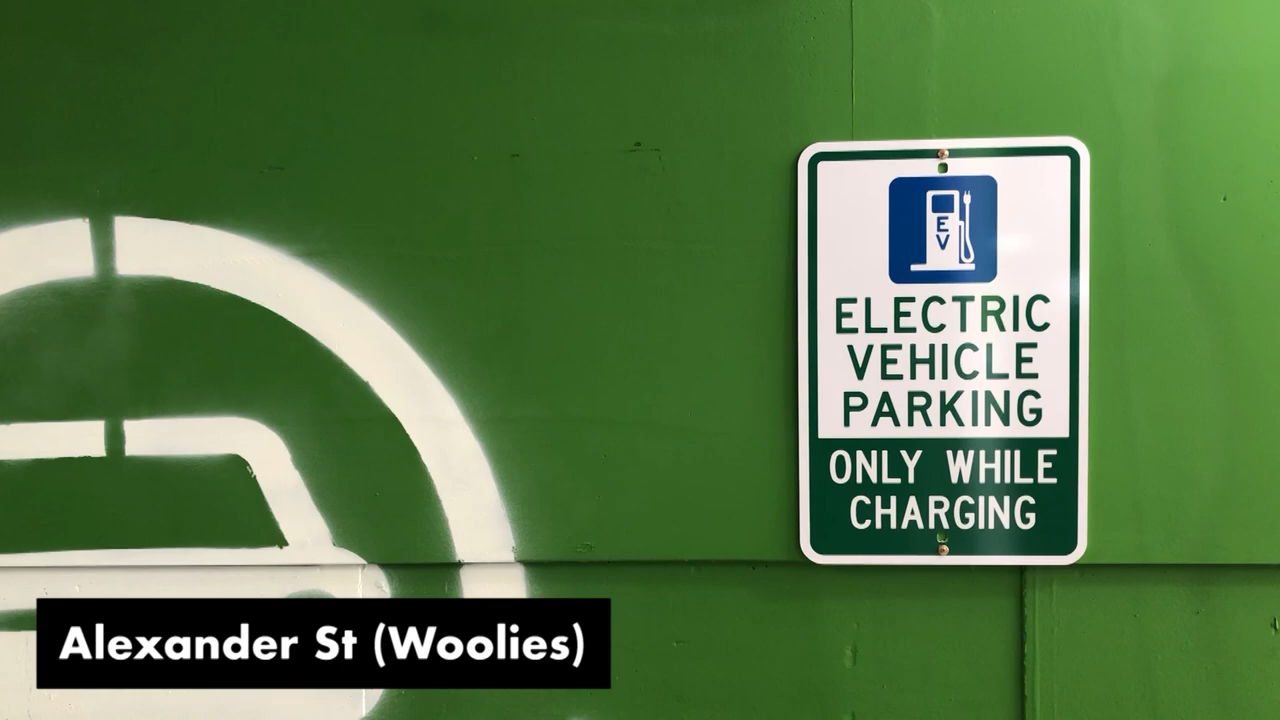 EV
ELECTRIC
VEHICLE
PARKING
ONLY WHILE
CHARGING
Alexander St (Woolies)